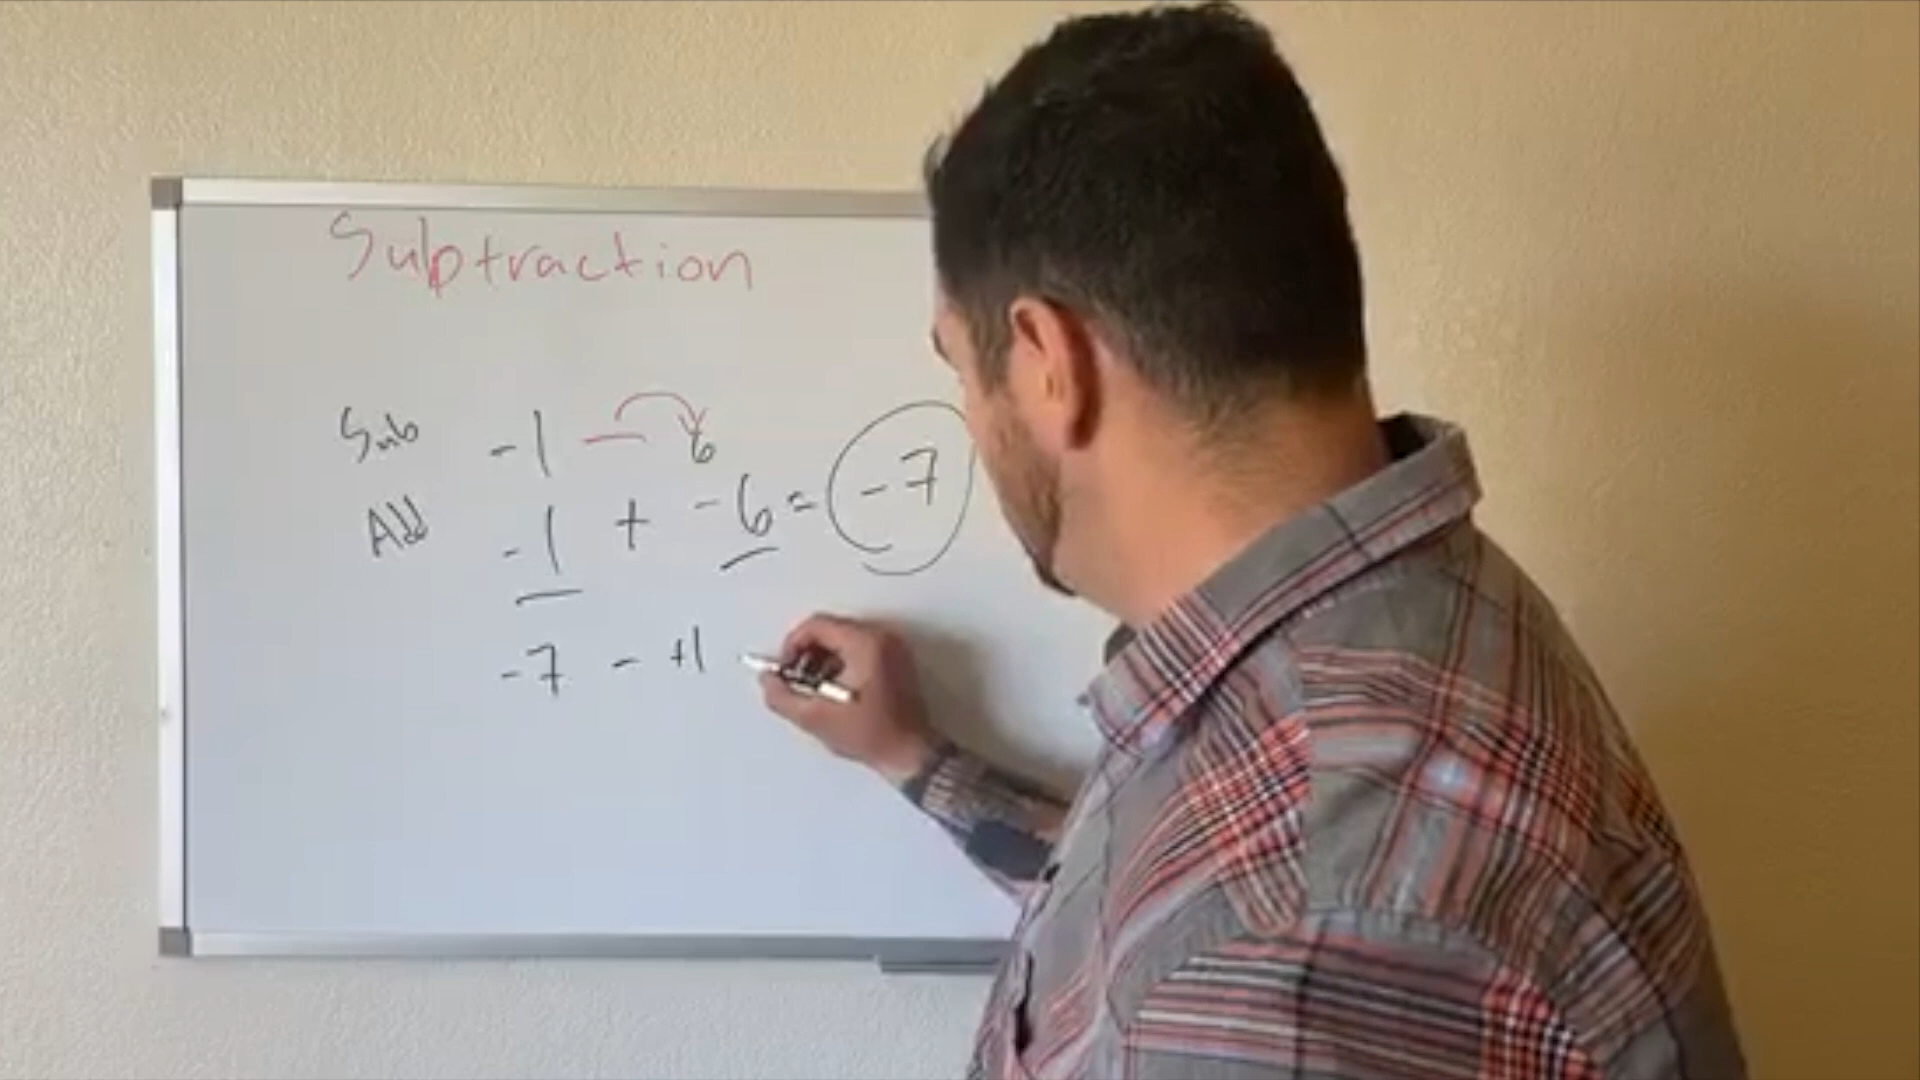 Subtraction
Sub -1 - 6
Add -1 + -6 = -7
-7 - +1